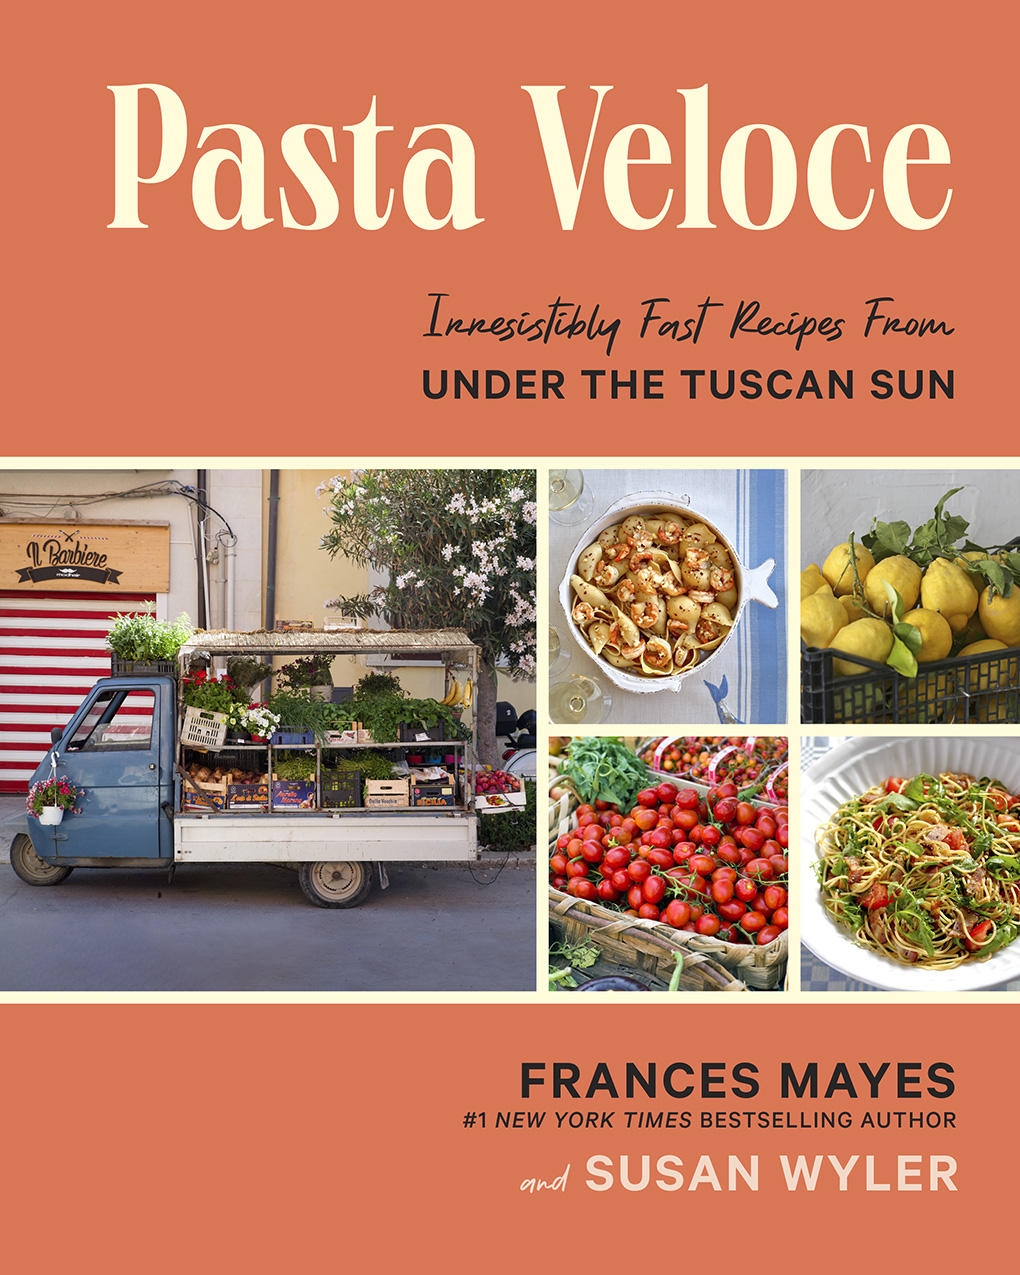 Pasta Veloce
Irresistibly Fast Recipes From
UNDER THE TUSCAN SUN
Il Barbiere
FRANCES MAYES
#1 NEW YORK TIMES BESTSELLING AUTHOR
and SUSAN WYLER